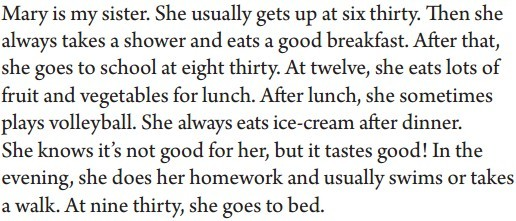 Mary is my sister. She usually gets up at six thirty. Then she
always takes a shower and eats a good breakfast. After that,
she goes to school at eight thirty. At twelve, she eats lots of
fruit and vegetables for lunch. After lunch, she sometimes
plays volleyball. She always eats ice-cream after dinner.
She knows it’s not good for her, but it tastes good! In the
evening, she does her homework and usually swims or takes
a walk. At nine thirty, she goes to bed.